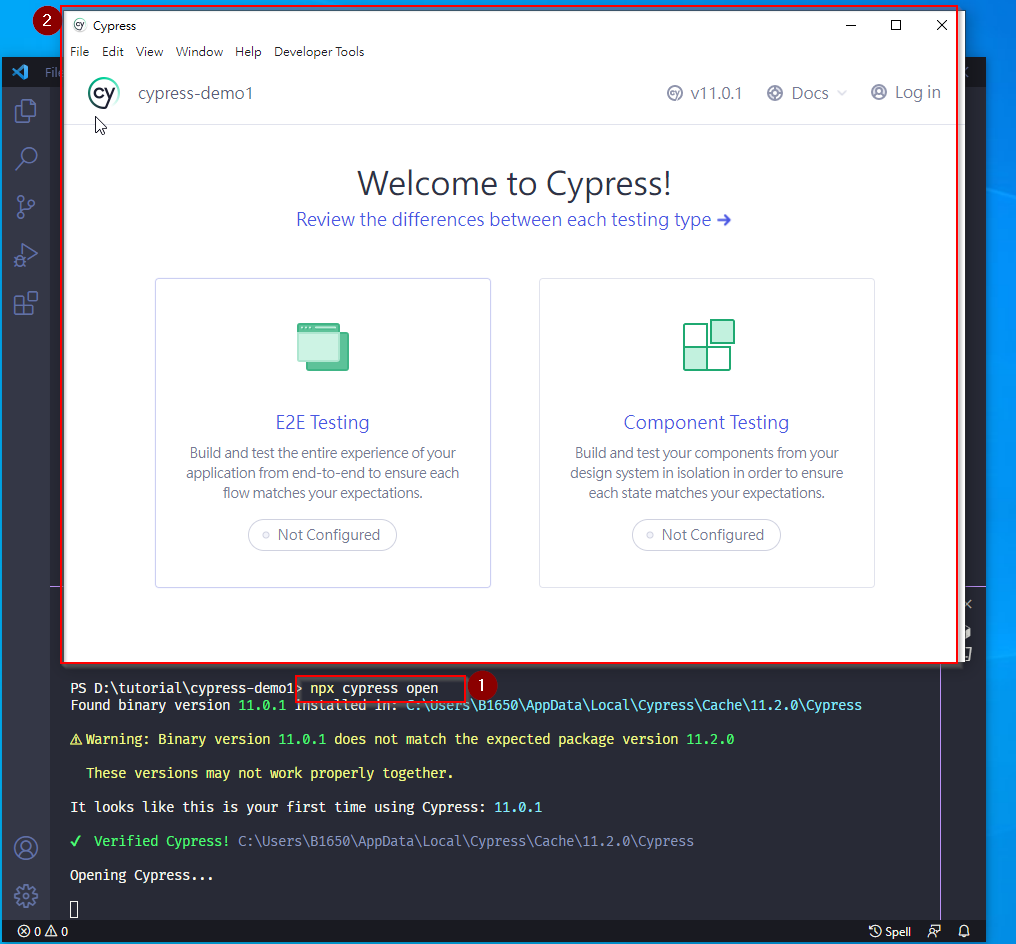 2
cy Cypress
File Edit View Window Help Developer Tools
Fil
cy cypress-demo1 cy v11.0.1 Docs Log in
Welcome to Cypress!
Review the differences between each testing type →
E2E Testing
Build and test the entire experience of your
application from end-to-end to ensure each
flow matches your expectations.
Not Configured
Component Testing
Build and test your components from your
design system in isolation in order to ensure
each state matches your expectations.
Not Configured
PS D:\tutorial\cypress-demo1> npx cypress open 1
Found binary version 11.0.1 installed in: C:\Users\B1650\AppData\Local\Cypress\Cache\11.2.0\Cypress
⚠ Warning: Binary version 11.0.1 does not match the expected package version 11.2.0
These versions may not work properly together.
It looks like this is your first time using Cypress: 11.0.1
✓ Verified Cypress! C:\Users\B1650\AppData\Local\Cypress\Cache\11.2.0\Cypress
Opening Cypress...
0 0 Spell